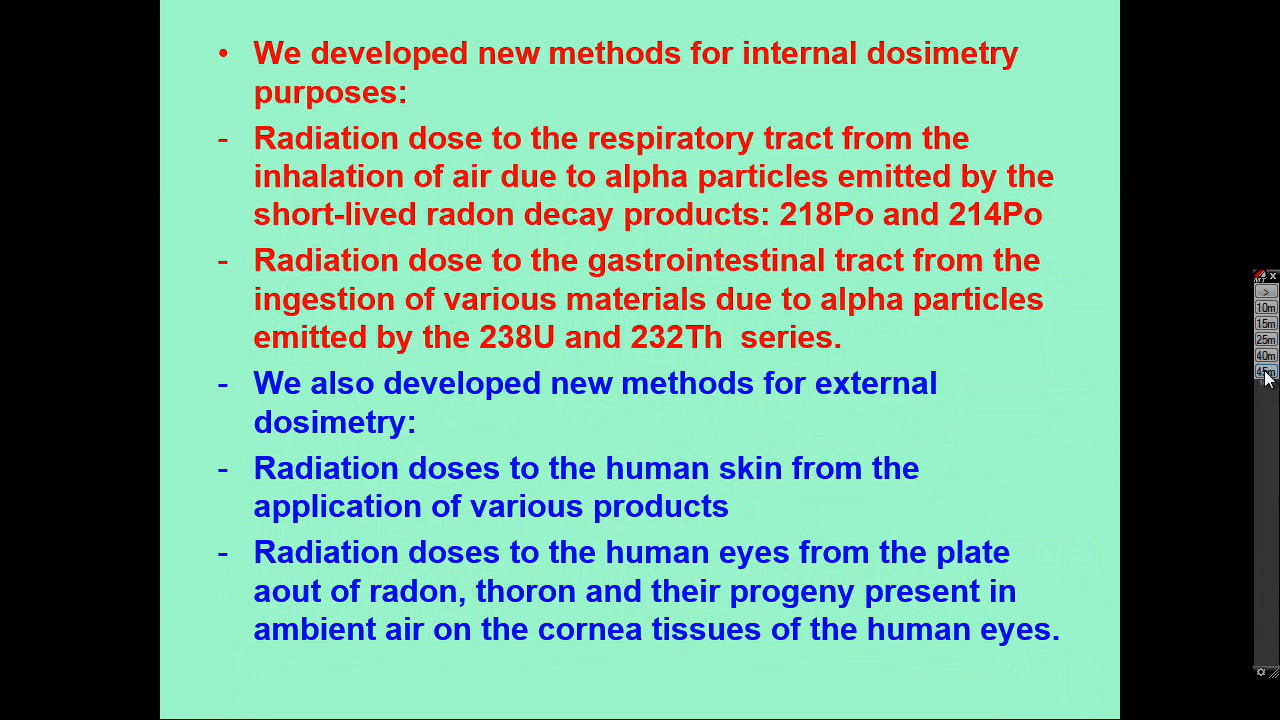 • We developed new methods for internal dosimetry
purposes:
- Radiation dose to the respiratory tract from the
inhalation of air due to alpha particles emitted by the
short-lived radon decay products: 218Po and 214Po
- Radiation dose to the gastrointestinal tract from the
ingestion of various materials due to alpha particles
emitted by the 238U and 232Th series.
- We also developed new methods for external
dosimetry:
- Radiation doses to the human skin from the
application of various products
- Radiation doses to the human eyes from the plate
aout of radon, thoron and their progeny present in
ambient air on the cornea tissues of the human eyes.
>
10m
15m
25m
40m
45m